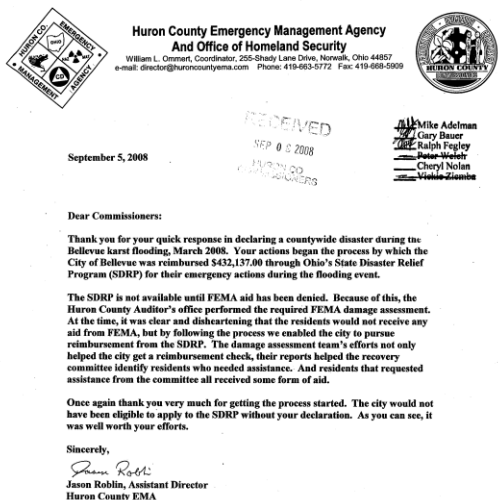 Huron County Emergency Management Agency
And Office of Homeland Security
William L. Ommert, Coordinator, 255-Shady Lane Drive, Norwalk, Ohio 44857
e-mail: director@huroncountyema.com Phone: 419-663-5772 Fax: 419-668-5909
HURON CO.
EMERGENCY
MANAGEMENT
AGENCY
OHIO
CD
HURON COUNTY
RECEIVED
SEP 0 8 2008
HURON CO
COMMISSIONERS
Mike Adelman
Gary Bauer
Ralph Fegley
Peter Welch
Cheryl Nolan
Vickie Ziemba
September 5, 2008
Dear Commissioners:
Thank you for your quick response in declaring a countywide disaster during the
Bellevue karst flooding, March 2008. Your actions began the process by which the
City of Bellevue was reimbursed $432,137.00 through Ohio's State Disaster Relief
Program (SDRP) for their emergency actions during the flooding event.
The SDRP is not available until FEMA aid has been denied. Because of this, the
Huron County Auditor's office performed the required FEMA damage assessment.
At the time, it was clear and disheartening that the residents would not receive any
aid from FEMA, but by following the process we enabled the city to pursue
reimbursement from the SDRP. The damage assessment team's efforts not only
helped the city get a reimbursement check, their reports helped the recovery
committee identify residents who needed assistance. And residents that requested
assistance from the committee all received some form of aid.
Once again thank you very much for getting the process started. The city would not
have been eligible to apply to the SDRP without your declaration. As you can see, it
was well worth your efforts.
Sincerely,
Jason Roblin
Jason Roblin, Assistant Director
Huron County EMA